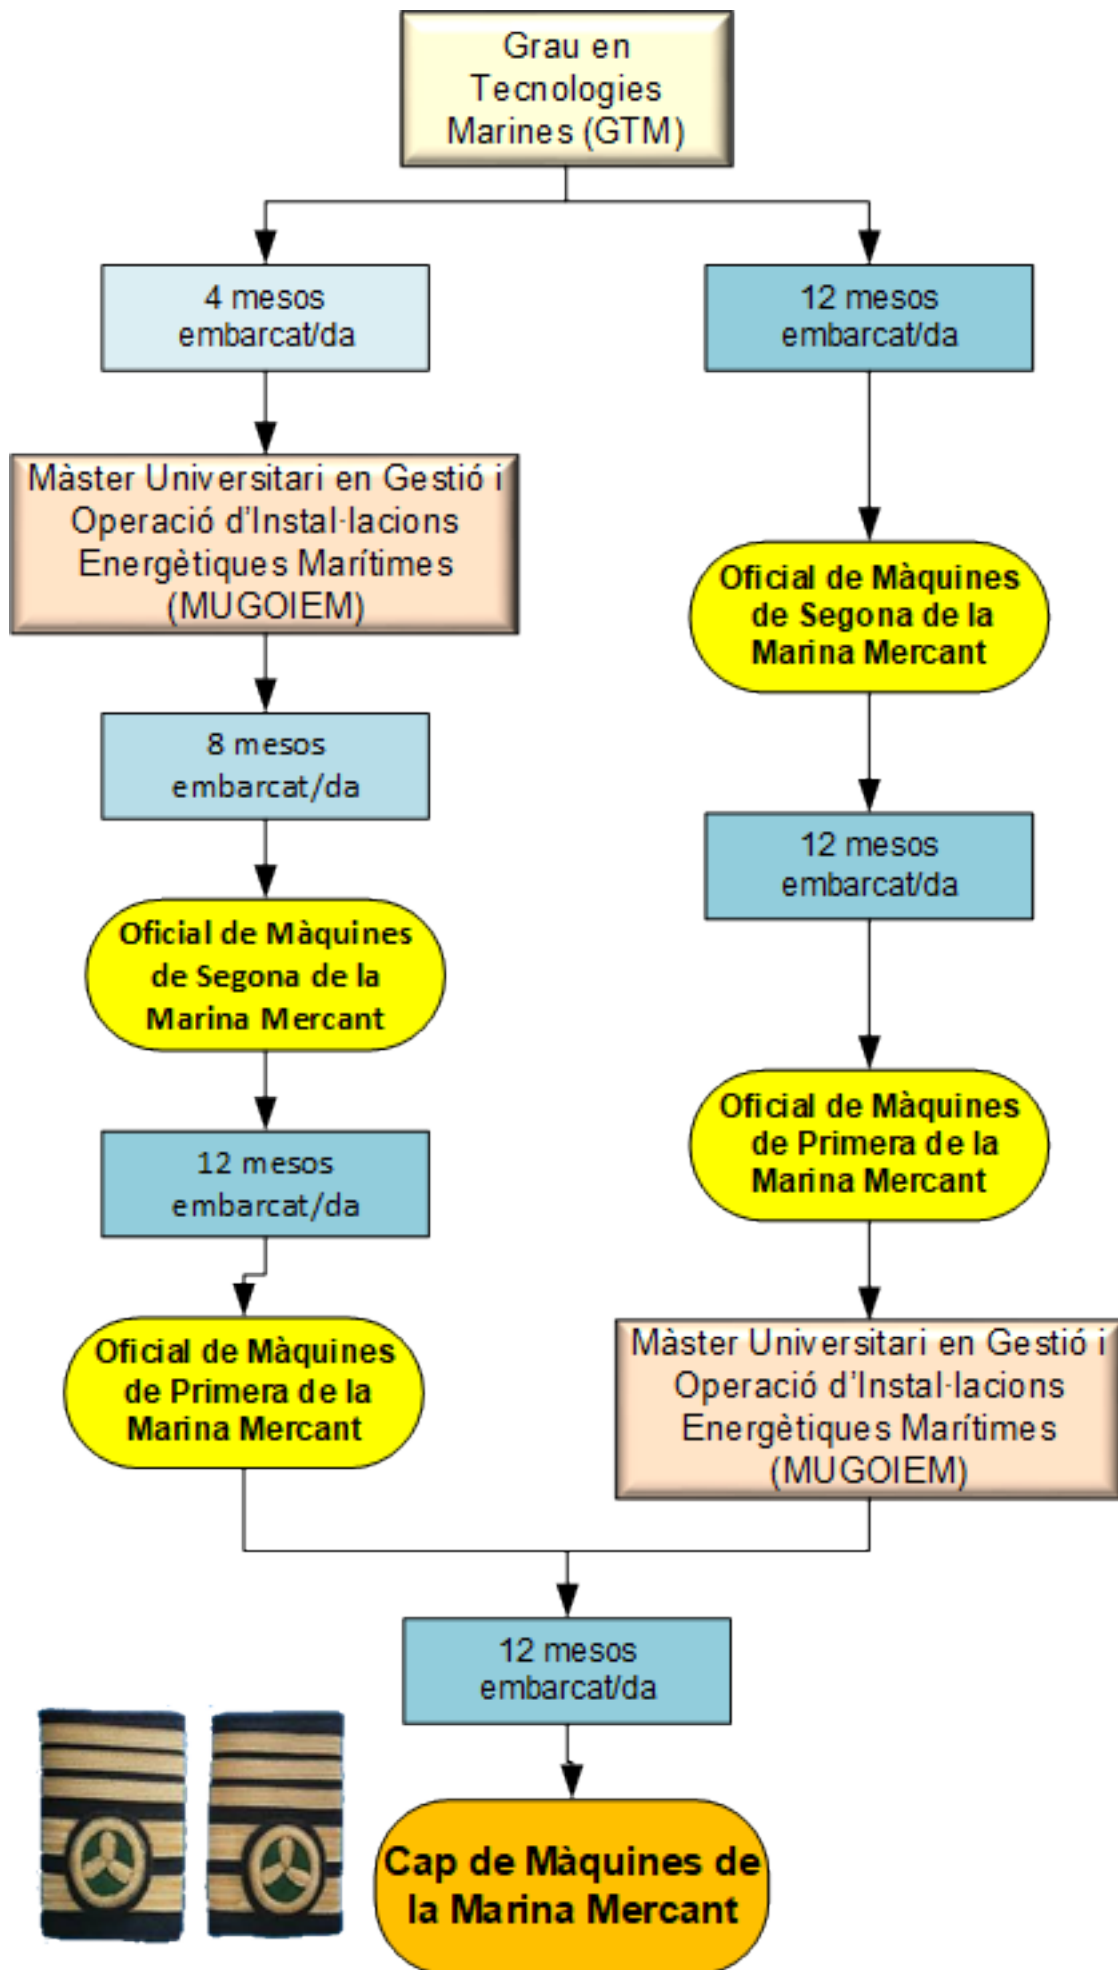 Grau en
Tecnologies
Marines (GTM)
4 mesos
embarcat/da
12 mesos
embarcat/da
Màster Universitari en Gestió i
Operació d'Instal·lacions
Energètiques Marítimes
(MUGOIEM)
Oficial de Màquines
de Segona de la
Marina Mercant
8 mesos
embarcat/da
12 mesos
embarcat/da
Oficial de Màquines
de Segona de la
Marina Mercant
Oficial de Màquines
de Primera de la
Marina Mercant
12 mesos
embarcat/da
Oficial de Màquines
de Primera de la
Marina Mercant
Màster Universitari en Gestió i
Operació d'Instal·lacions
Energètiques Marítimes
(MUGOIEM)
12 mesos
embarcat/da
Cap de Màquines de
la Marina Mercant